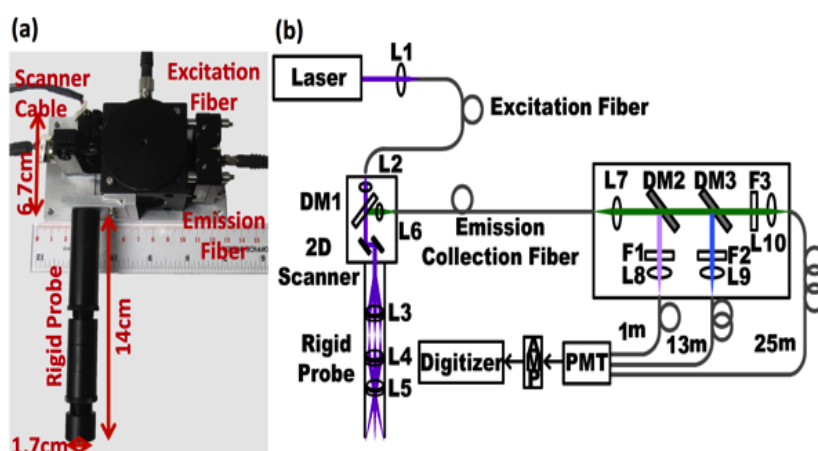 (a)
Scanner
Cable
Excitation
Fiber
6.7cm
Emission
Fiber
Rigid Probe
14cm
1.7cm
(b)
Laser
L1
Excitation Fiber
L2
DM1
L6
2D
Scanner
Emission
Collection Fiber
L7
DM2
DM3
F3
L10
F1
F2
L8
L9
L3
Rigid
Probe
L4
L5
1m
13m
25m
Digitizer
AMP
PMT